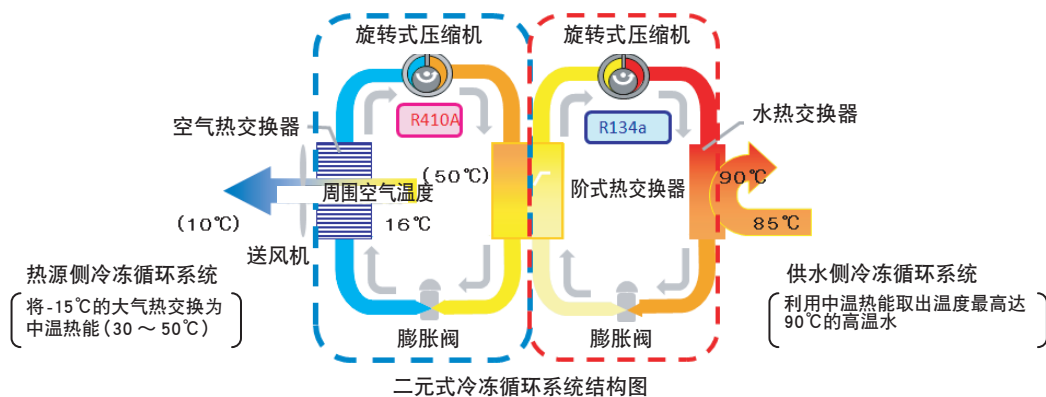 旋转式压缩机
旋转式压缩机
R410A
R134a
空气热交换器
水热交换器
(50℃)
阶式热交换器
90℃
周围空气温度
(10℃)
16℃
85℃
送风机
热源侧冷冻循环系统
将-15℃的大气热交换为
中温热能(30～50℃)
供水侧冷冻循环系统
利用中温热能取出温度最高达
90℃的高温水
膨胀阀
膨胀阀
二元式冷冻循环系统结构图